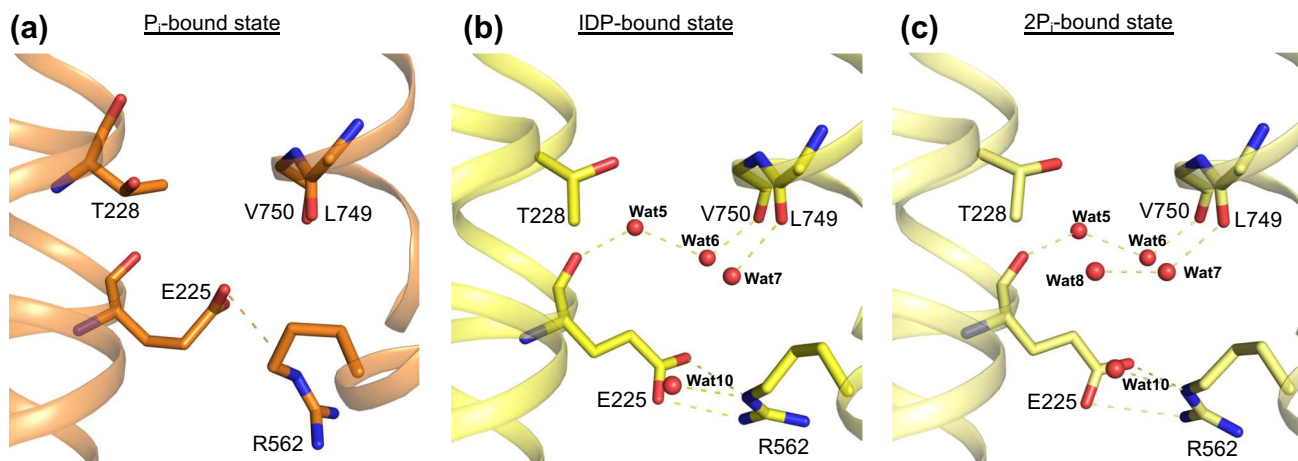 (a) Pi-bound state
T228
V750 L749
E225
R562
(b) IDP-bound state
T228
Wat5
V750
L749
Wat6
Wat7
Wat10
E225
R562
(c) 2Pi-bound state
T228
Wat5
V750
L749
Wat6
Wat8
Wat7
Wat10
E225
R562